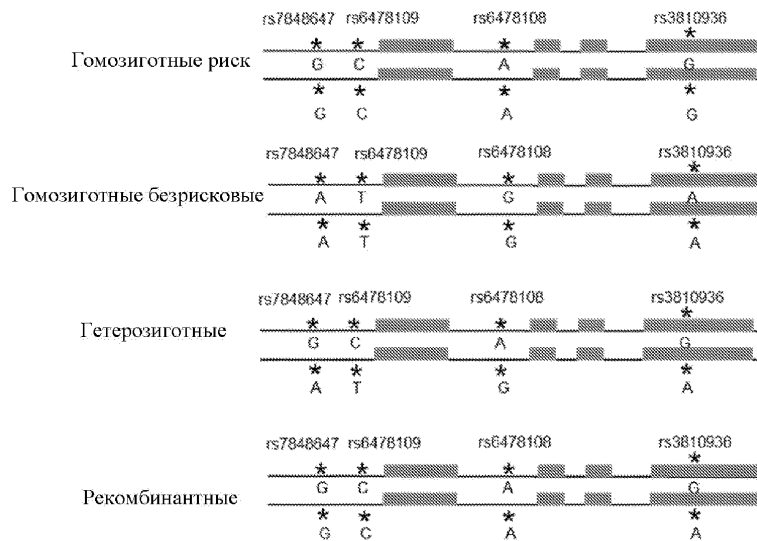 rs7848647 rs6478109 rs6478108 rs3810936
* * * *
Гомозиготные риск
G C A G
* * * *
G C A G
rs7848647 rs6478109 rs6478108 rs3810936
* * * *
Гомозиготные безрисковые
A T G A
* * * *
A T G A
rs7848647 rs6478109 rs6478108 rs3810936
* * * *
Гетерозиготные
G C A G
* * * *
A T G A
rs7848647 rs6478109 rs6478108 rs3810936
* * * *
Рекомбинантные
G C A G
* * * *
G C A A